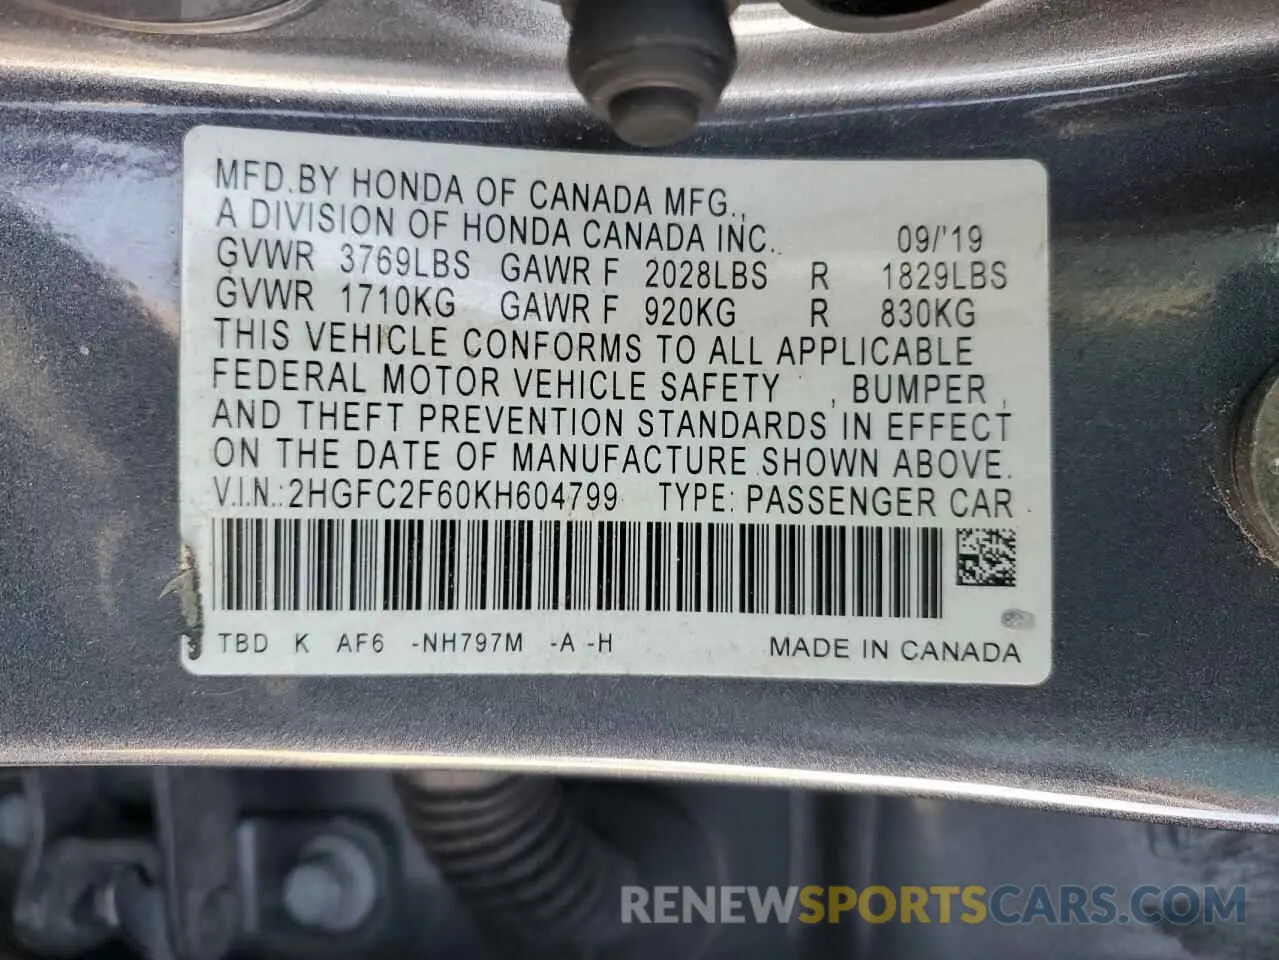 MFD.BY HONDA OF CANADA MFG.,
A DIVISION OF HONDA CANADA INC. 09/'19
GVWR 3769LBS GAWR F 2028LBS R 1829LBS
GVWR 1710KG GAWR F 920KG R 830KG
THIS VEHICLE CONFORMS TO ALL APPLICABLE
FEDERAL MOTOR VEHICLE SAFETY , BUMPER ,
AND THEFT PREVENTION STANDARDS IN EFFECT
ON THE DATE OF MANUFACTURE SHOWN ABOVE.
V.I.N.:2HGFC2F60KH604799 TYPE: PASSENGER CAR
TBD K AF6 -NH797M -A -H MADE IN CANADA
RENEWSPORTSCARS.COM